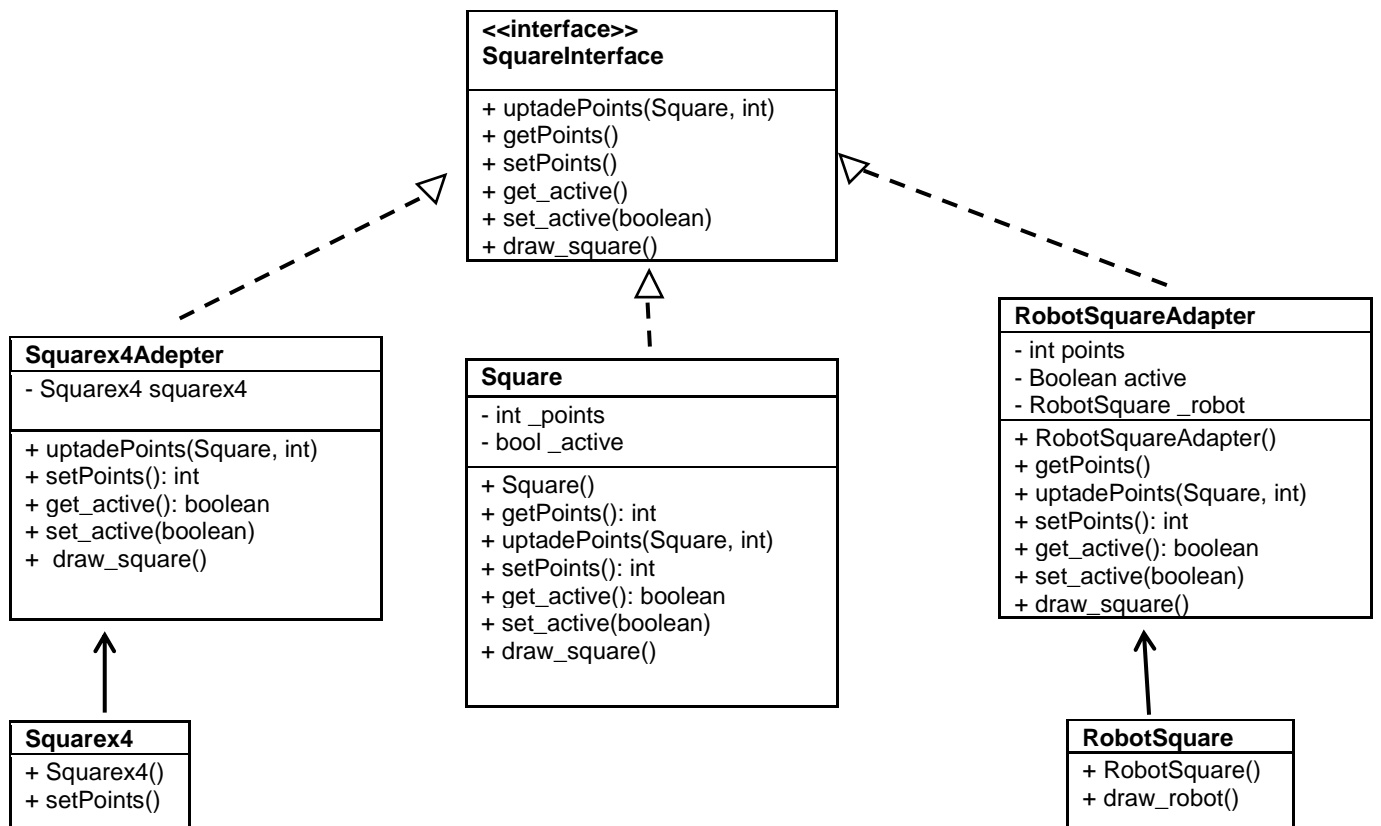 <<interface>>
SquareInterface
+ uptadePoints(Square, int)
+ getPoints()
+ setPoints()
+ get_active()
+ set_active(boolean)
+ draw_square()
Squarex4Adepter
- Squarex4 squarex4
+ uptadePoints(Square, int)
+ setPoints(): int
+ get_active(): boolean
+ set_active(boolean)
+ draw_square()
Square
- int _points
- bool _active
+ Square()
+ getPoints(): int
+ uptadePoints(Square, int)
+ setPoints(): int
+ get_active(): boolean
+ set_active(boolean)
+ draw_square()
RobotSquareAdapter
- int points
- Boolean active
- RobotSquare _robot
+ RobotSquareAdapter()
+ getPoints()
+ uptadePoints(Square, int)
+ setPoints(): int
+ get_active(): boolean
+ set_active(boolean)
+ draw_square()
Squarex4
+ Squarex4()
+ setPoints()
RobotSquare
+ RobotSquare()
+ draw_robot()